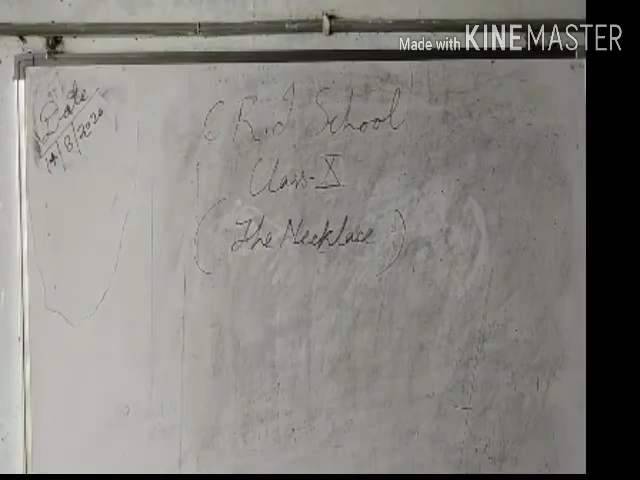 Made with KINEMASTER
Date
14/8/2020
School
Class-X
(The Necklace)